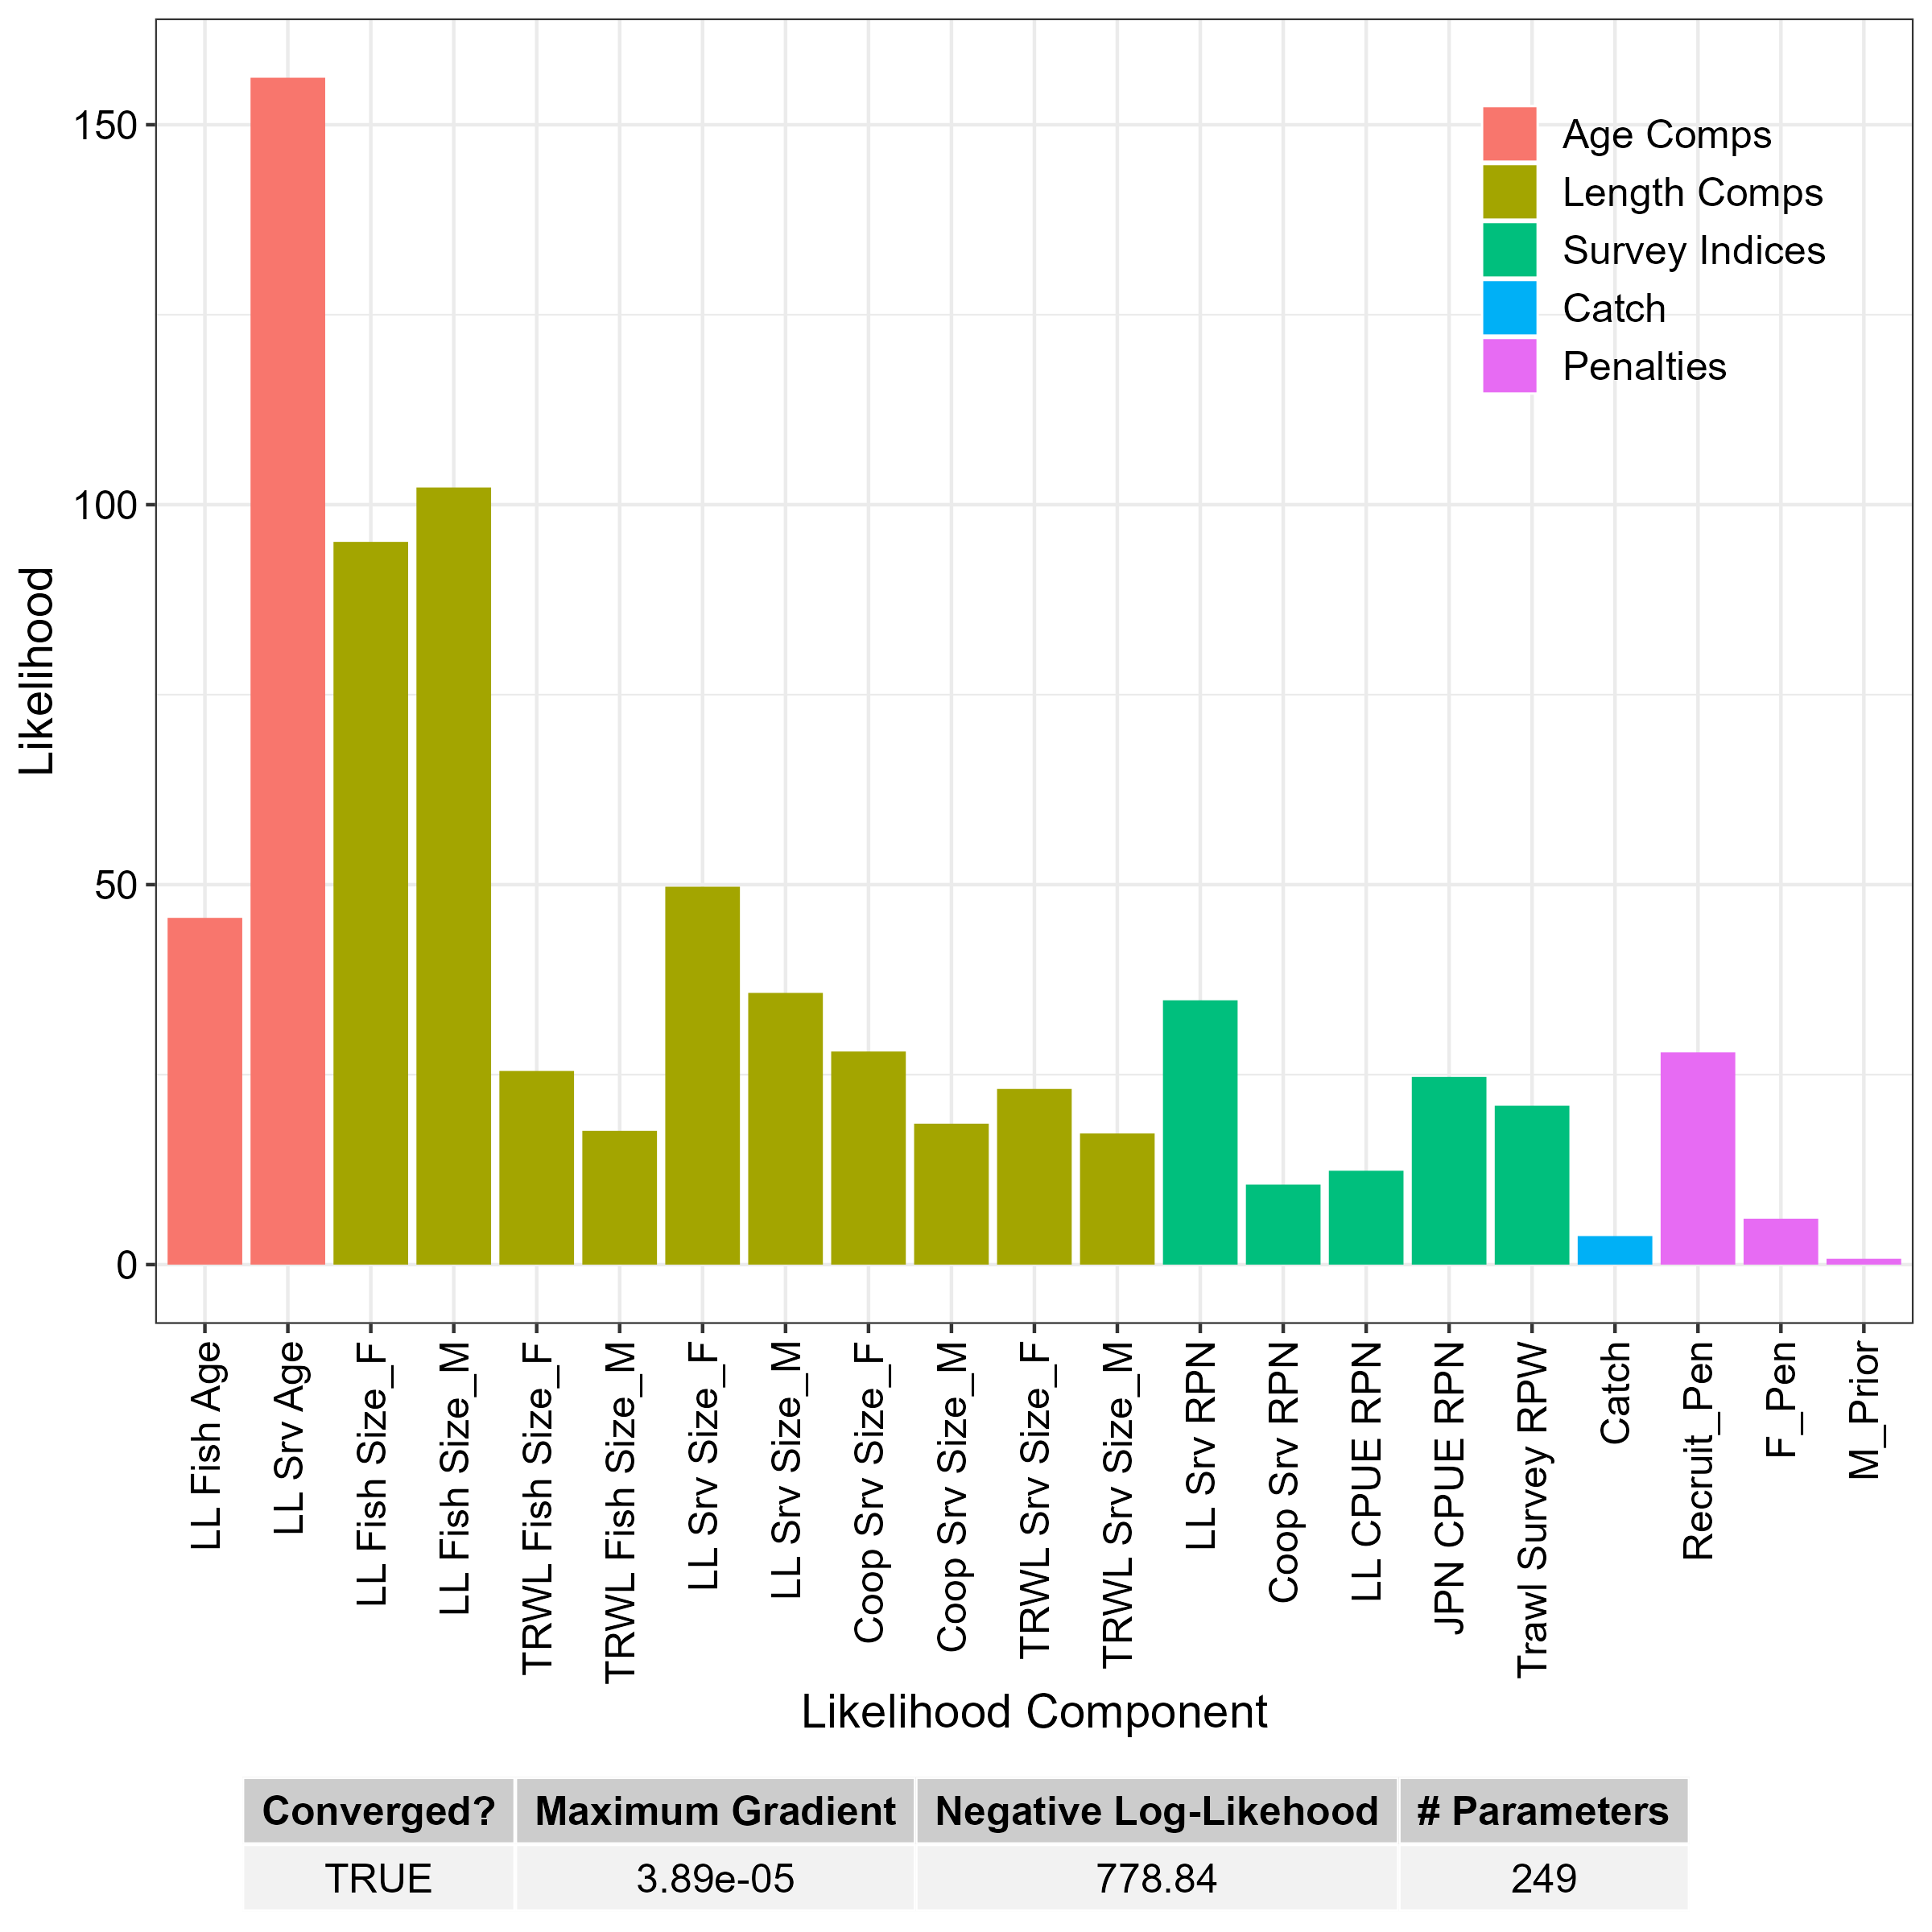 150
100
50
0
Likelihood
Age Comps
Length Comps
Survey Indices
Catch
Penalties
LL Fish Age
LL Srv Age
LL Fish Size_F
LL Fish Size_M
TRWL Fish Size_F
TRWL Fish Size_M
LL Srv Size_F
LL Srv Size_M
Coop Srv Size_F
Coop Srv Size_M
TRWL Srv Size_F
TRWL Srv Size_M
LL Srv RPN
Coop Srv RPN
LL CPUE RPN
JPN CPUE RPN
Trawl Survey RPW
Catch
Recruit_Pen
F_Pen
M_Prior
Likelihood Component
Converged? Maximum Gradient Negative Log-Likehood # Parameters
TRUE 3.89e-05 778.84 249